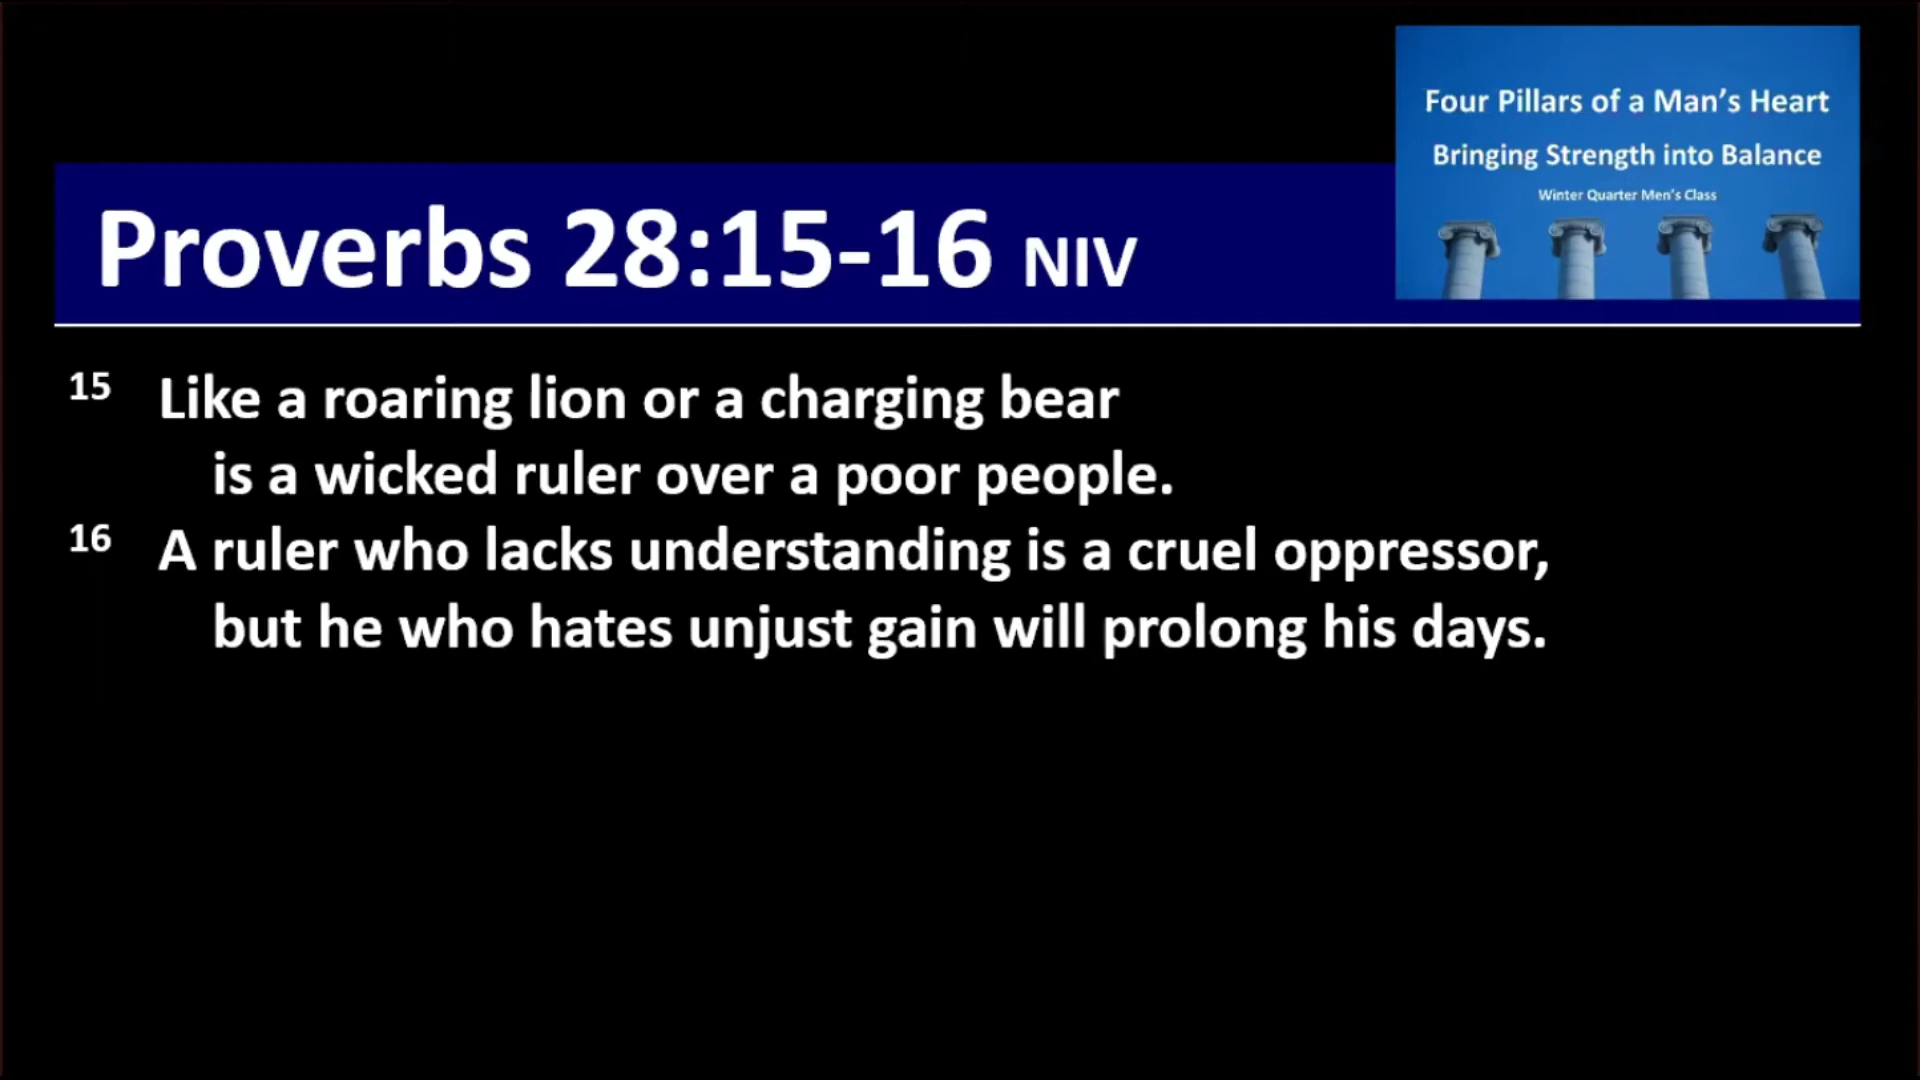 Four Pillars of a Man's Heart
Bringing Strength into Balance
Winter Quarter Men's Class
Proverbs 28:15-16 NIV
15 Like a roaring lion or a charging bear
is a wicked ruler over a poor people.
16 A ruler who lacks understanding is a cruel oppressor,
but he who hates unjust gain will prolong his days.